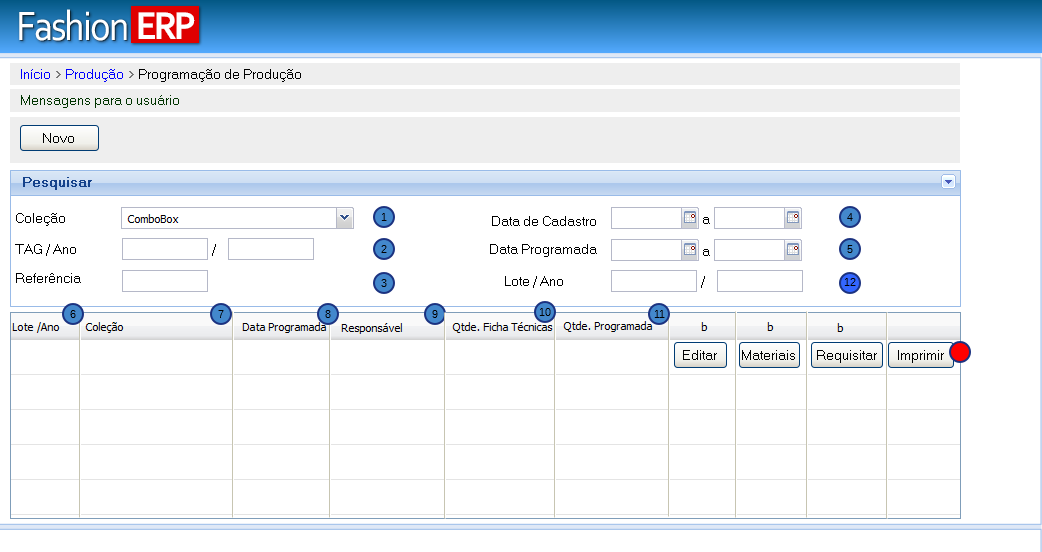 Fashion ERP
Início > Produção > Programação de Produção
Mensagens para o usuário
Novo
Pesquisar
Coleção ComboBox 1 Data de Cadastro a 4
TAG / Ano / 2 Data Programada a 5
Referência 3 Lote / Ano / 12
6 7 8 9 10 11
Lote /Ano Coleção Data Programada Responsável Qtde. Ficha Técnicas Qtde. Programada b b b
Editar Materiais Requisitar Imprimir